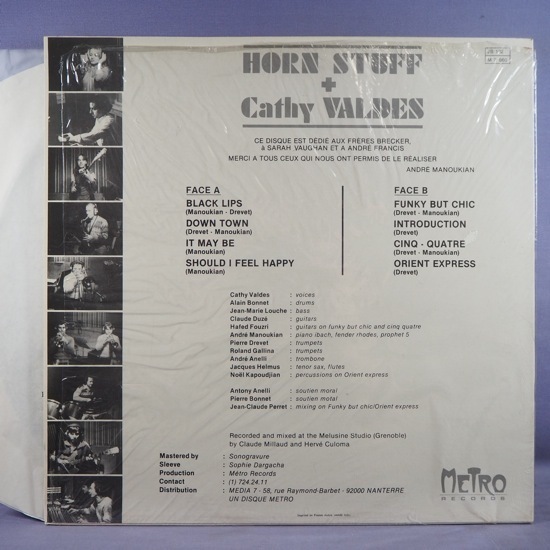 HORN STUFF
+
Cathy VALDES
CE DISQUE EST DEDIE AUX FRÈRES BRECKER,
à SARAH VAUGHAN ET A ANDRÉ FRANCIS
MERCI A TOUS CEUX QUI NOUS ONT PERMIS DE LE REALISER
ANDRÉ MANOUKIAN
FACE A
BLACK LIPS
(Manoukian - Drevet)
DOWN TOWN
(Drevet - Manoukian)
IT MAY BE
(Manoukian)
SHOULD I FEEL HAPPY
(Manoukian)
FACE B
FUNKY BUT CHIC
(Drevet - Manoukian)
INTRODUCTION
(Drevet - Manoukian)
CINQ - QUATRE
(Drevet - Manoukian)
ORIENT EXPRESS
(Drevet)
Cathy Valdes : voices
Alain Bonnet : drums
Jean-Marie Louche : bass
Claude Duzé : guitars
Hafed Fouzri : guitars on funky but chic and cinq quatre
André Manoukian : piano ibach, fender rhodes, prophet 5
Pierre Drevet : trumpets
Roland Gallina : trumpets
André Anelli : trombone
Jacques Helmus : tenor sax, flutes
Noël Kapoudjian : percussions on Orient express
Antony Anelli : soutien moral
Pierre Bonnet : soutien motal
Jean-Claude Perret : mixing on Funky but chic/Orient express
Recorded and mixed at the Melusine Studio (Grenoble)
by Claude Millaud and Hervé Culoma
Mastered by : Sonogravure
Sleeve : Sophie Dargacha
Production : Métro Records
Contact : (1) 724.24.11
Distribution : MEDIA 7 - 58, rue Raymond-Barbet - 92000 NANTERRE
UN DISQUE METRO
METRO
RECORDS